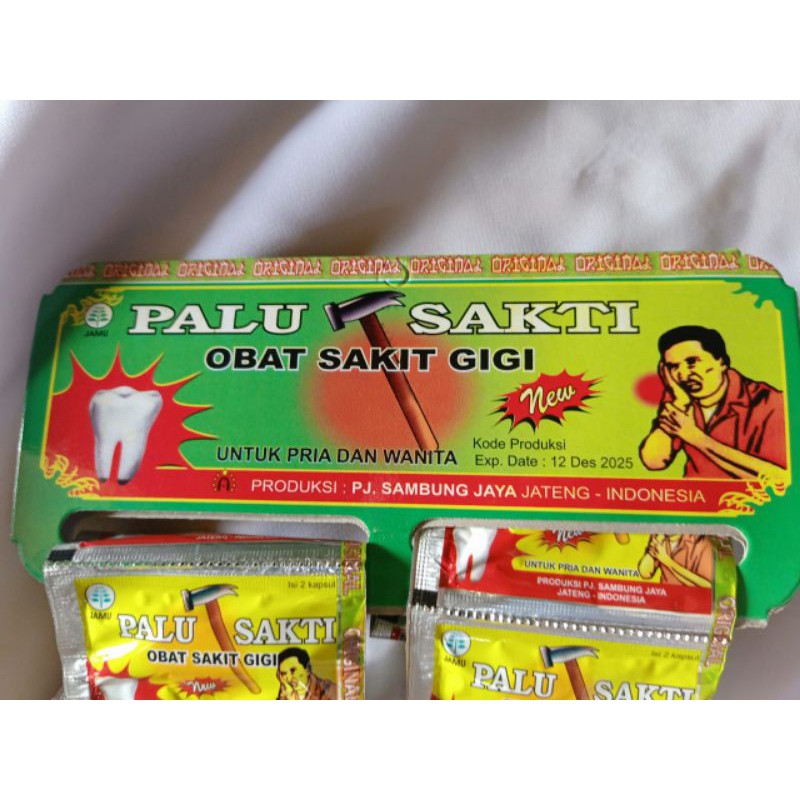 ORIGINAL ORIGINAL ORIGINAL ORIGINAL ORIGINAL ORIGINAL ORIGINAL ORIGINAL ORIGINAL
JAMU
PALU SAKTI
OBAT SAKIT GIGI
New
UNTUK PRIA DAN WANITA
Kode Produksi
Exp. Date : 12 Des 2025
PRODUKSI : PJ. SAMBUNG JAYA JATENG - INDONESIA
Isi 2 kapsul
JAMU
PALU SAKTI
OBAT SAKIT GIGI
New
New
UNTUK PRIA DAN WANITA
PRODUKSI PJ. SAMBUNG JAYA
JATENG - INDONESIA
Isi 2 kapsul
JAMU
PALU SAKTI